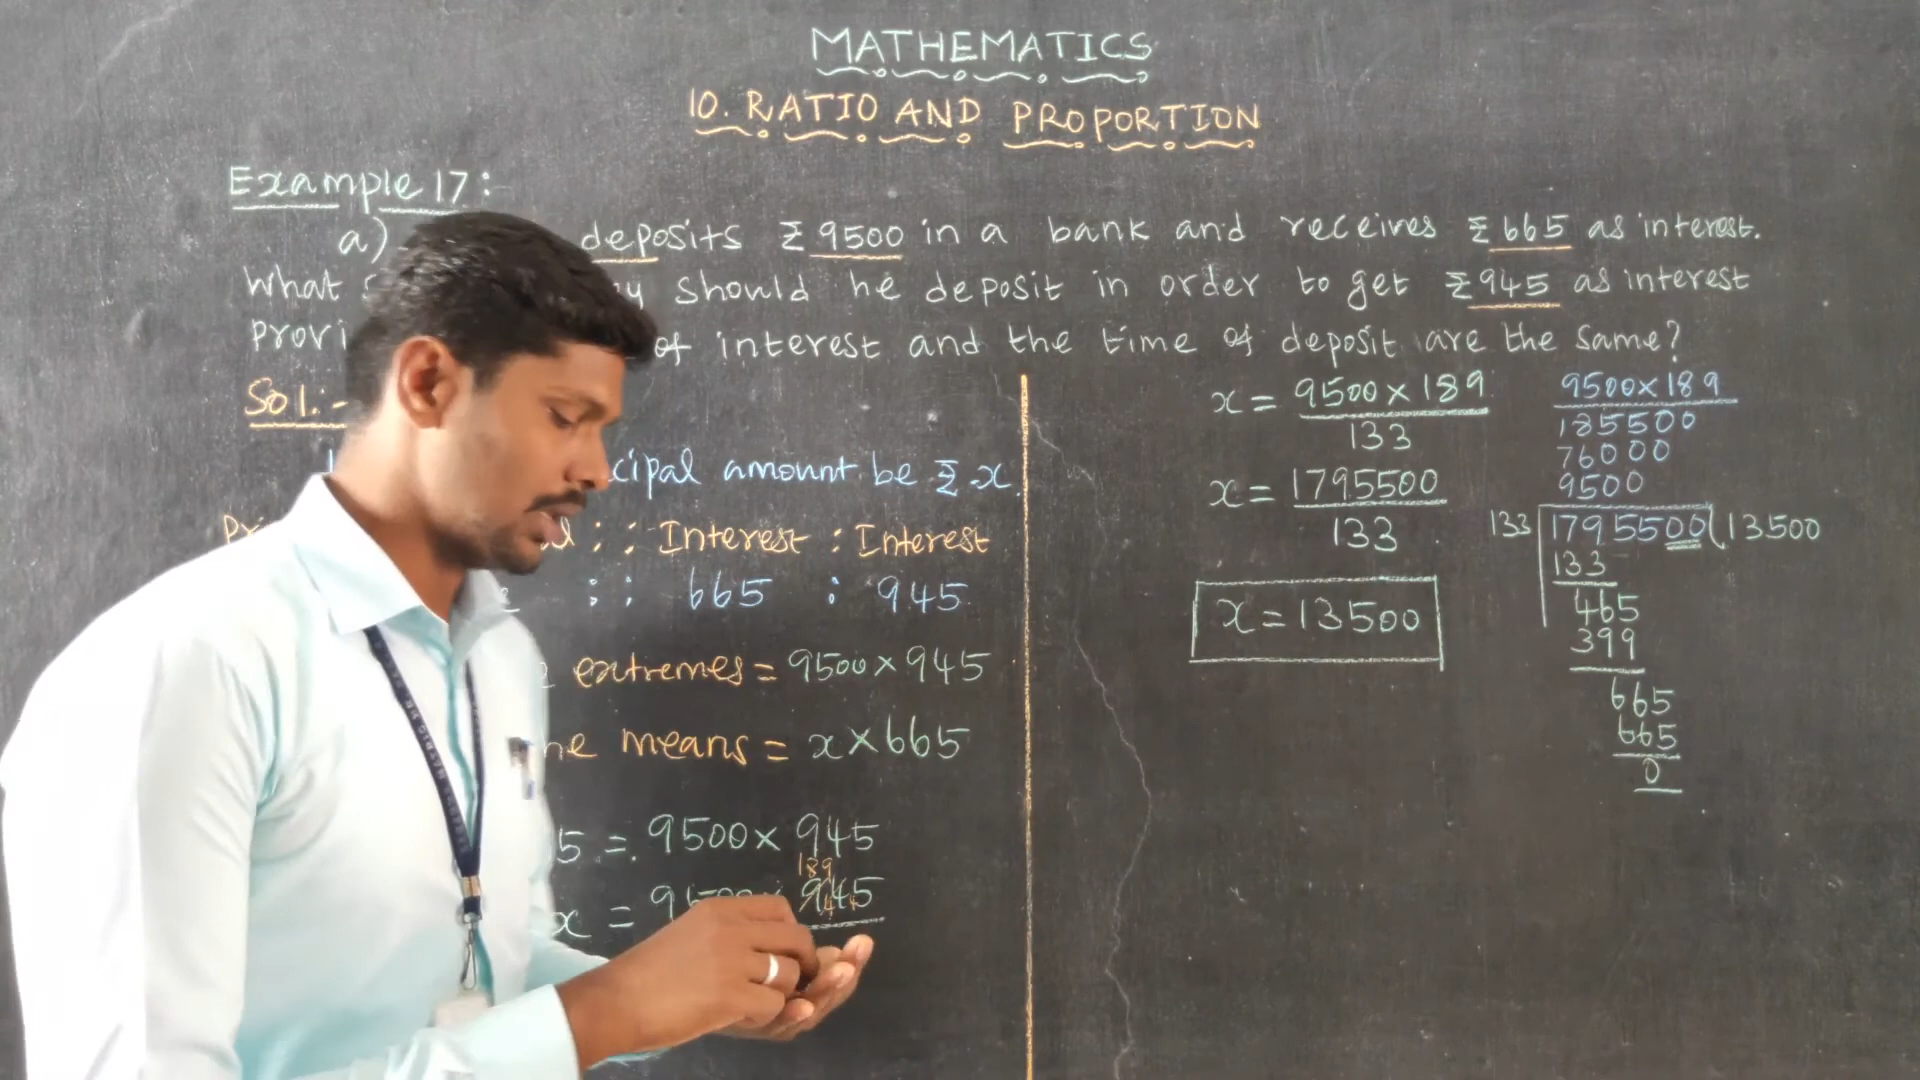 MATHEMATICS
10. RATIO AND PROPORTION
Example 17:-
a) deposits ₹ 9500 in a bank and receives ₹ 665 as interest.
What should he deposit in order to get ₹ 945 as interest
of interest and the time of deposit are the same?
Sol:-
amount be ₹ x.
:: Interest : Interest
:: 665 : 945
extremes = 9500 × 945
means = x × 665
5 = 9500 × 945
189
x = 945
x = 9500 × 189
133
x = 1795500
133
x = 13500
9500 × 189
185500
76000
9500
133 1795500 ( 13500
133
465
399
665
665
0